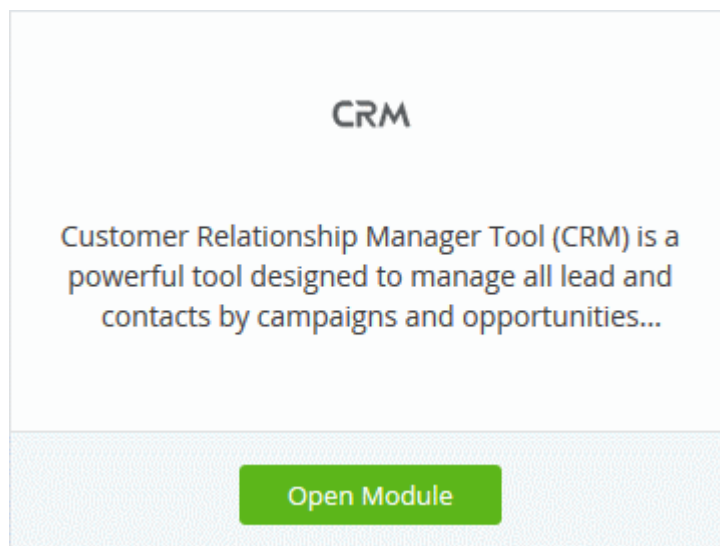 CRM
Customer Relationship Manager Tool (CRM) is a
powerful tool designed to manage all lead and
contacts by campaigns and opportunities...
Open Module